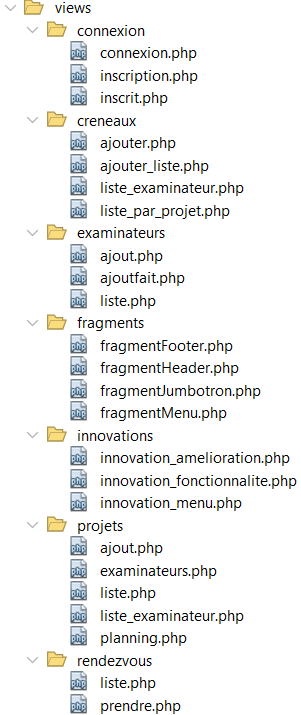 views
connexion
connexion.php
inscription.php
inscrit.php
creneaux
ajouter.php
ajouter_liste.php
liste_examinateur.php
liste_par_projet.php
examinateurs
ajout.php
ajoutfait.php
liste.php
fragments
fragmentFooter.php
fragmentHeader.php
fragmentJumbotron.php
fragmentMenu.php
innovations
innovation_amelioration.php
innovation_fonctionnalite.php
innovation_menu.php
projets
ajout.php
examinateurs.php
liste.php
liste_examinateur.php
planning.php
rendezvous
liste.php
prendre.php